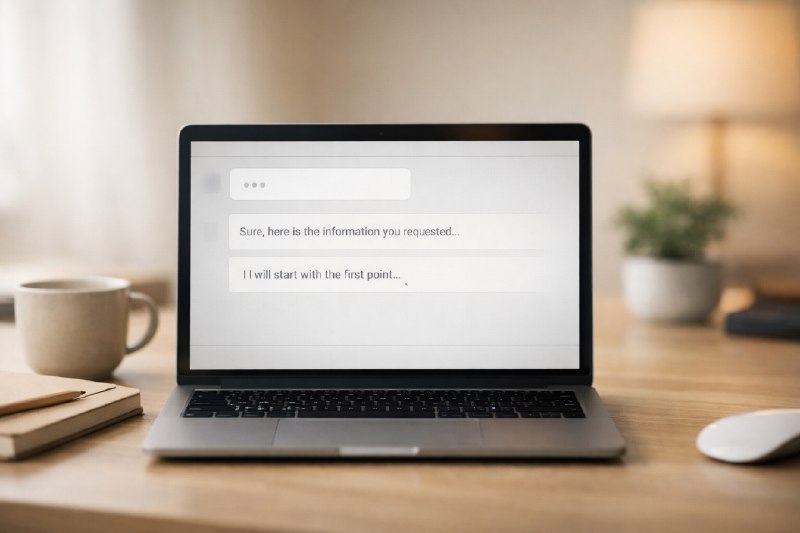 Sure, here is the information you requested...
I I will start with the first point...